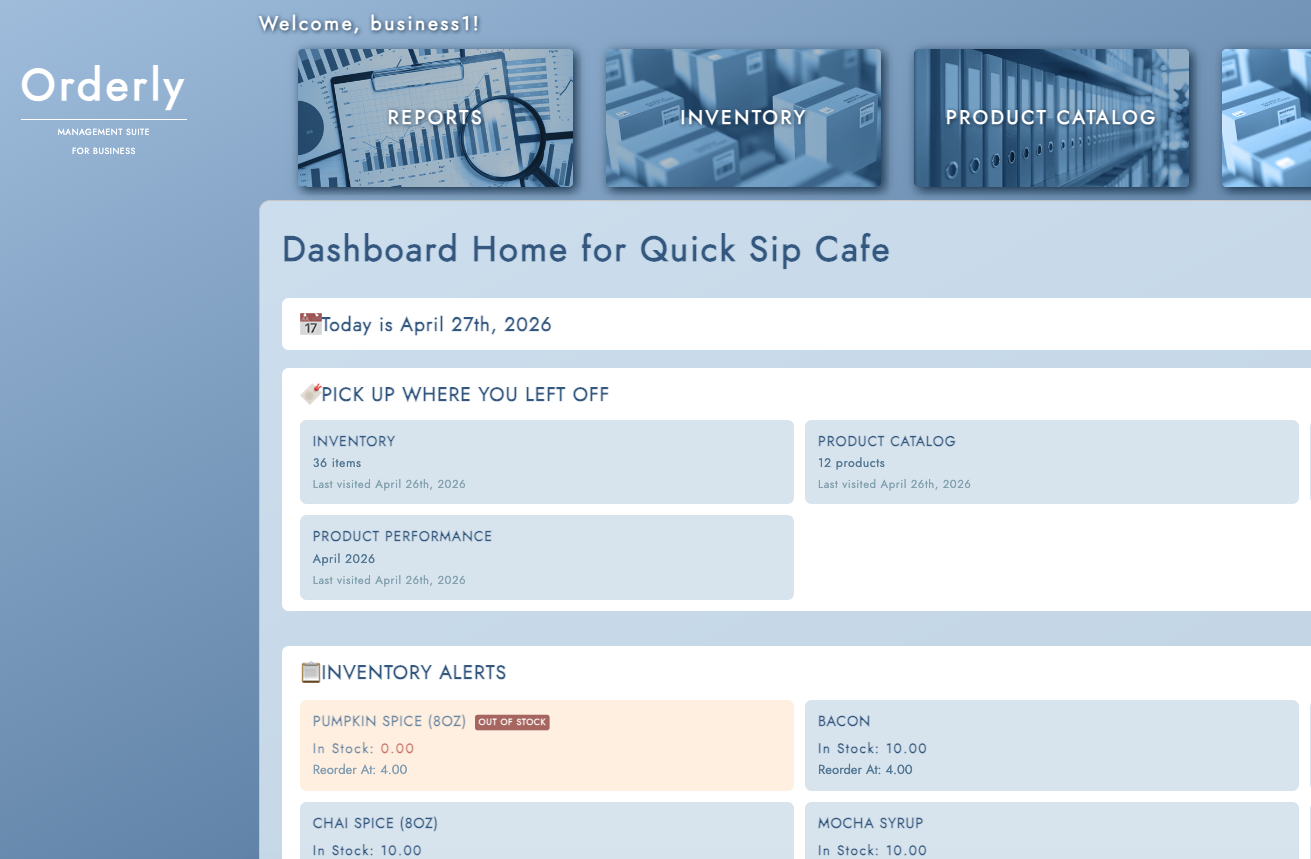 Welcome, business1!
Orderly
MANAGEMENT SUITE
FOR BUSINESS
REPORTS
INVENTORY
PRODUCT CATALOG
Dashboard Home for Quick Sip Cafe
17
Today is April 27th, 2026
PICK UP WHERE YOU LEFT OFF
INVENTORY
36 items
Last visited April 26th, 2026
PRODUCT CATALOG
12 products
Last visited April 26th, 2026
PRODUCT PERFORMANCE
April 2026
Last visited April 26th, 2026
INVENTORY ALERTS
PUMPKIN SPICE (8OZ) OUT OF STOCK
In Stock: 0.00
Reorder At: 4.00
BACON
In Stock: 10.00
Reorder At: 4.00
CHAI SPICE (8OZ)
In Stock: 10.00
MOCHA SYRUP
In Stock: 10.00